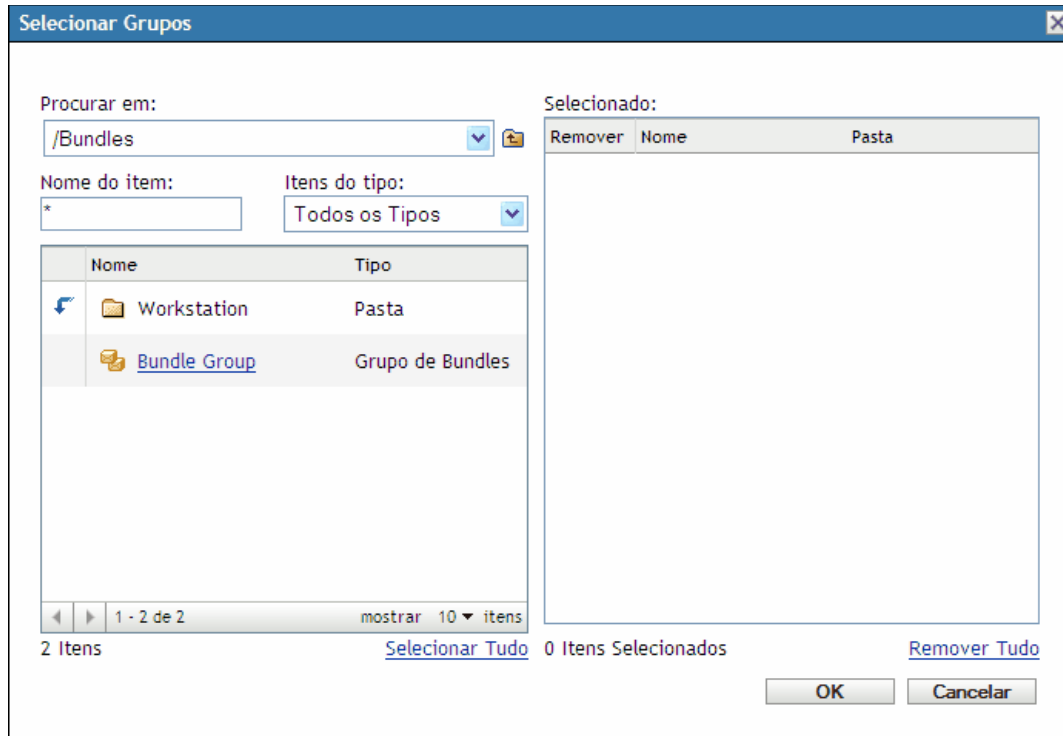 Selecionar Grupos
Procurar em:
/Bundles
Nome do item:
Itens do tipo:
*
Todos os Tipos
Nome
Tipo
Workstation
Pasta
Bundle Group
Grupo de Bundles
1 - 2 de 2
mostrar 10 itens
2 Itens
Selecionar Tudo
Selecionado:
Remover
Nome
Pasta
0 Itens Selecionados
Remover Tudo
OK
Cancelar